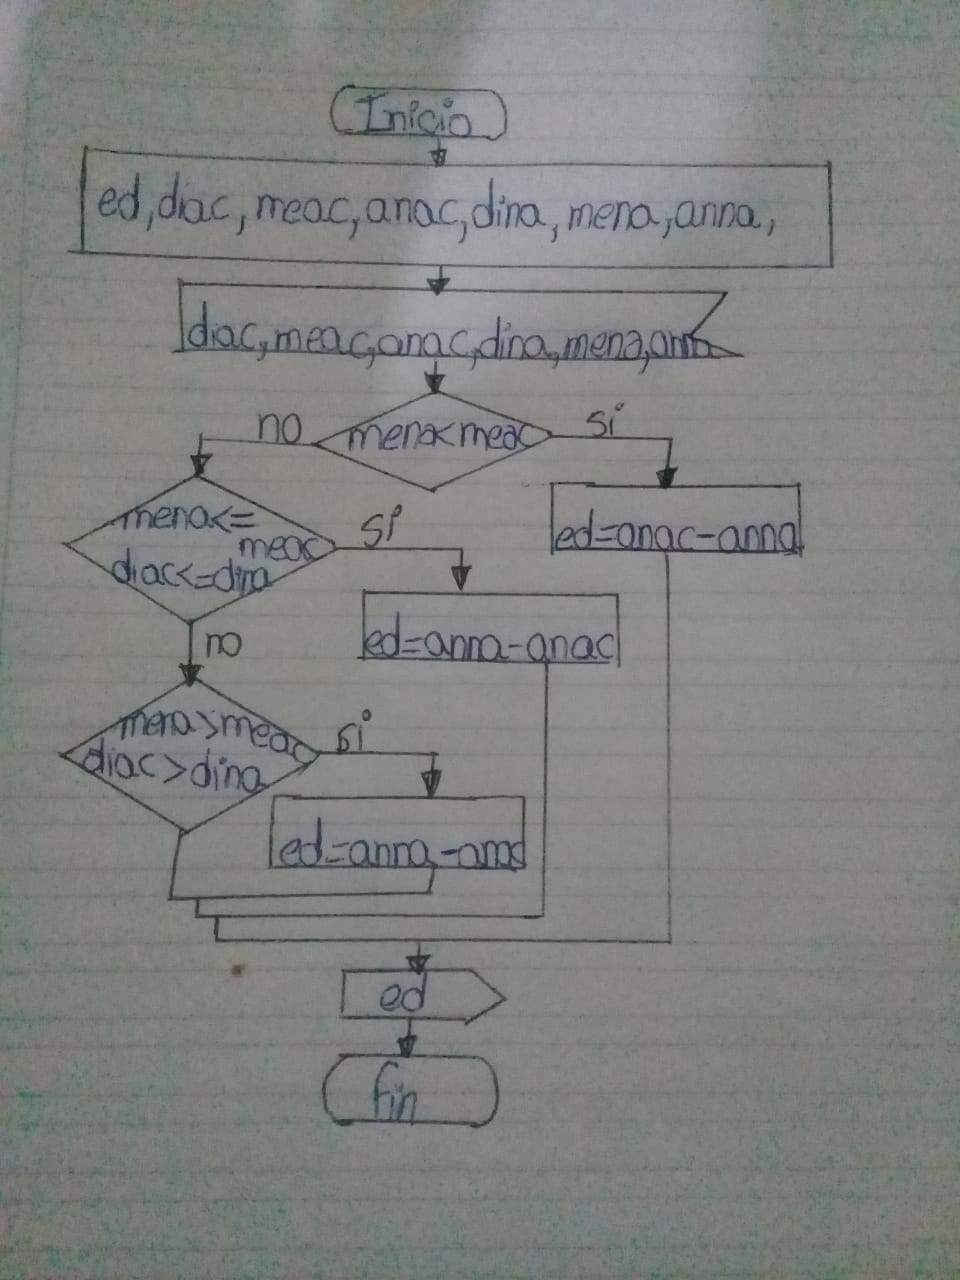 Inicio
ed, diac, meac, anac, dina, mena, anna,
diac, meac, anac, dina, mena, anna
mena<meac
no
si
mena<=
meac
diac<=dina
si
ed=anac-anna
no
ed=anna-anac
mena>meac
diac>dina
si
ed=anna-anac
ed
fin